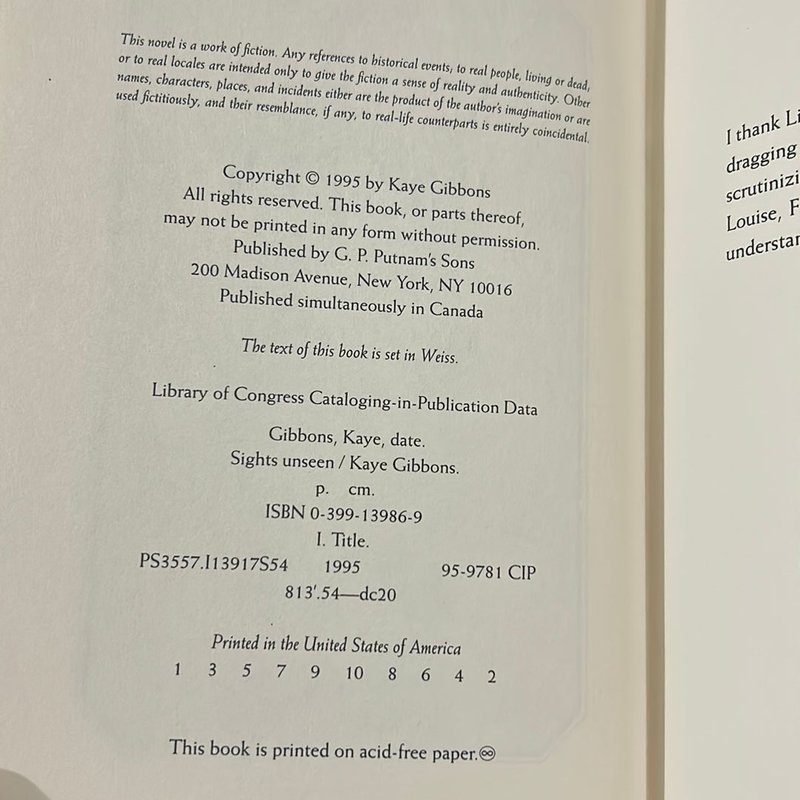 This novel is a work of fiction. Any references to historical events; to real people, living or dead;
or to real locales are intended only to give the fiction a sense of reality and authenticity. Other
names, characters, places, and incidents either are the product of the author's imagination or are
used fictitiously, and their resemblance, if any, to real-life counterparts is entirely coincidental.
Copyright © 1995 by Kaye Gibbons
All rights reserved. This book, or parts thereof,
may not be printed in any form without permission.
Published by G. P. Putnam's Sons
200 Madison Avenue, New York, NY 10016
Published simultaneously in Canada
The text of this book is set in Weiss.
Library of Congress Cataloging-in-Publication Data
Gibbons, Kaye, date.
Sights unseen / Kaye Gibbons.
p. cm.
ISBN 0-399-13986-9
I. Title.
PS3557.I13917S54 1995 95-9781 CIP
813'.54—dc20
Printed in the United States of America
1 3 5 7 9 10 8 6 4 2
This book is printed on acid-free paper.♾
I thank Li
dragging
scrutinizi
Louise, F
understan